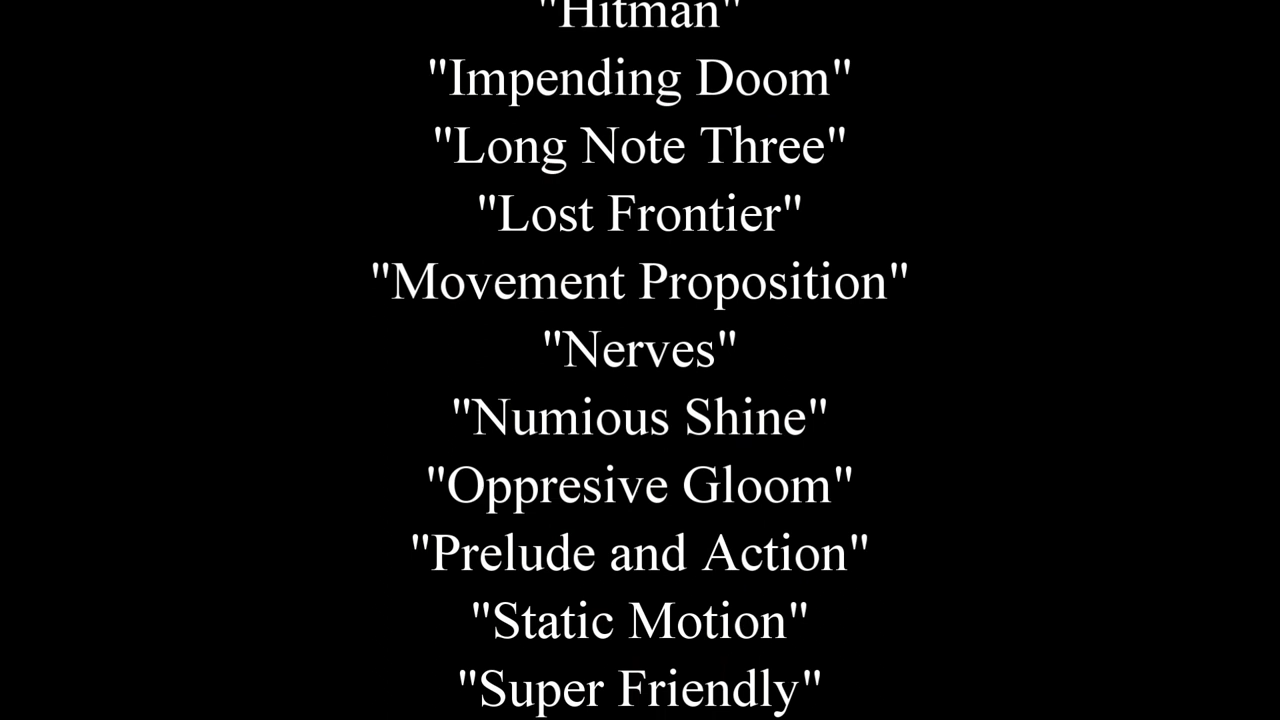 "Hitman"
"Impending Doom"
"Long Note Three"
"Lost Frontier"
"Movement Proposition"
"Nerves"
"Numious Shine"
"Oppresive Gloom"
"Prelude and Action"
"Static Motion"
"Super Friendly"